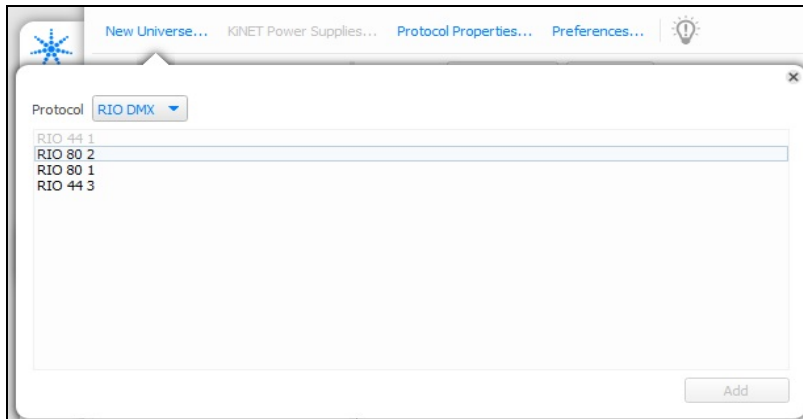 New Universe... KiNET Power Supplies... Protocol Properties... Preferences...
Protocol RIO DMX
RIO 44 1
RIO 80 2
RIO 80 1
RIO 44 3
Add